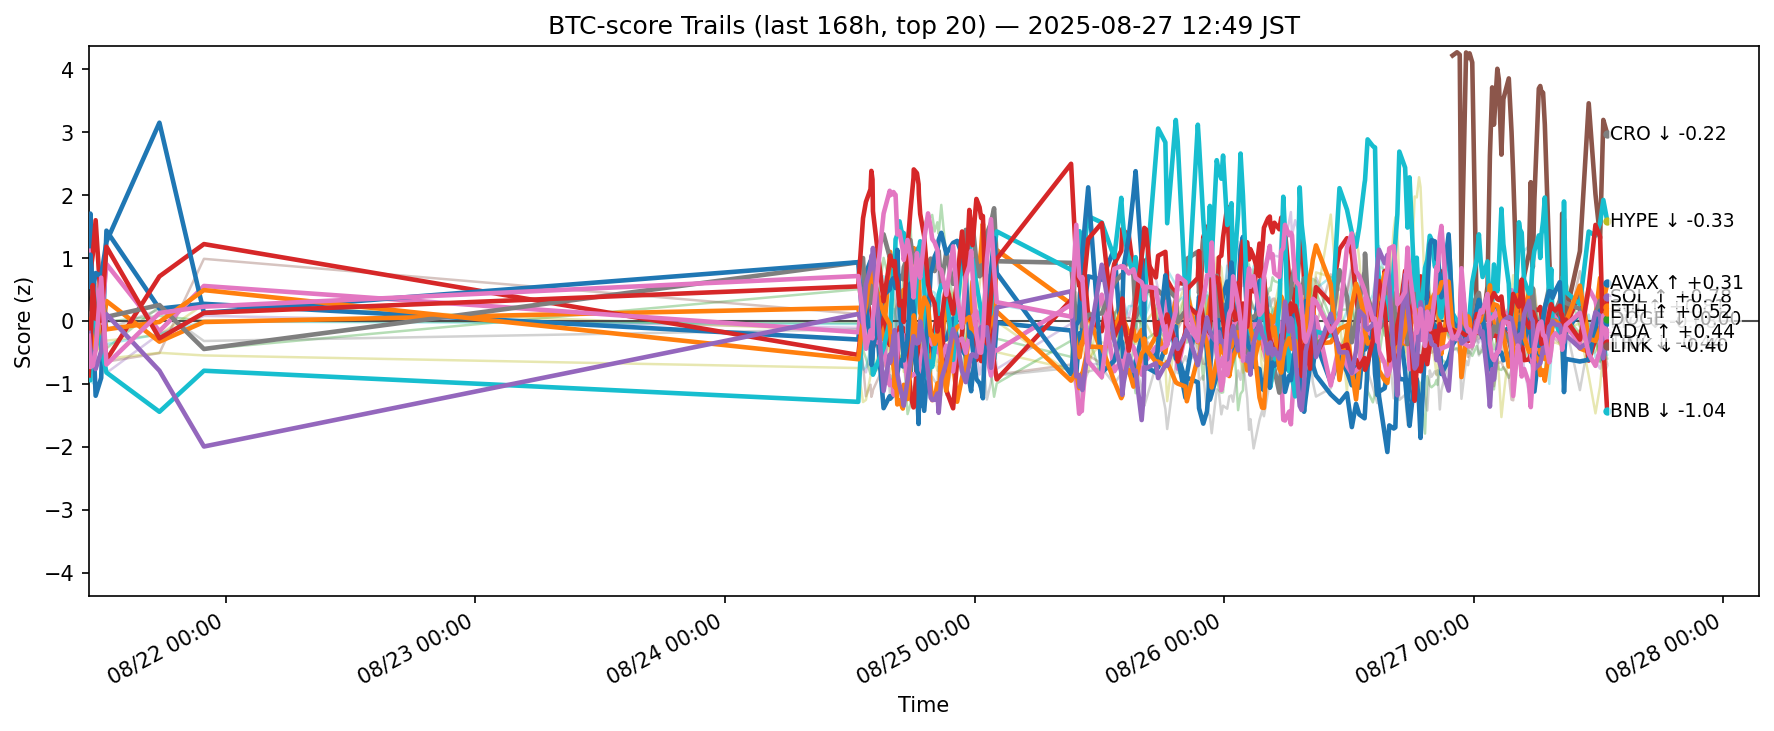 BTC-score Trails (last 168h, top 20) — 2025-08-27 12:49 JST
Score (z)
4
3
2
1
0
−1
−2
−3
−4
CRO ↓ -0.22
HYPE ↓ -0.33
AVAX ↑ +0.31
SOL ↑ +0.78
ETH ↑ +0.52
DOGE ↓ -0.00
ADA ↑ +0.44
LINK ↓ -0.40
BNB ↓ -1.04
08/22 00:00
08/23 00:00
08/24 00:00
08/25 00:00
08/26 00:00
08/27 00:00
08/28 00:00
Time